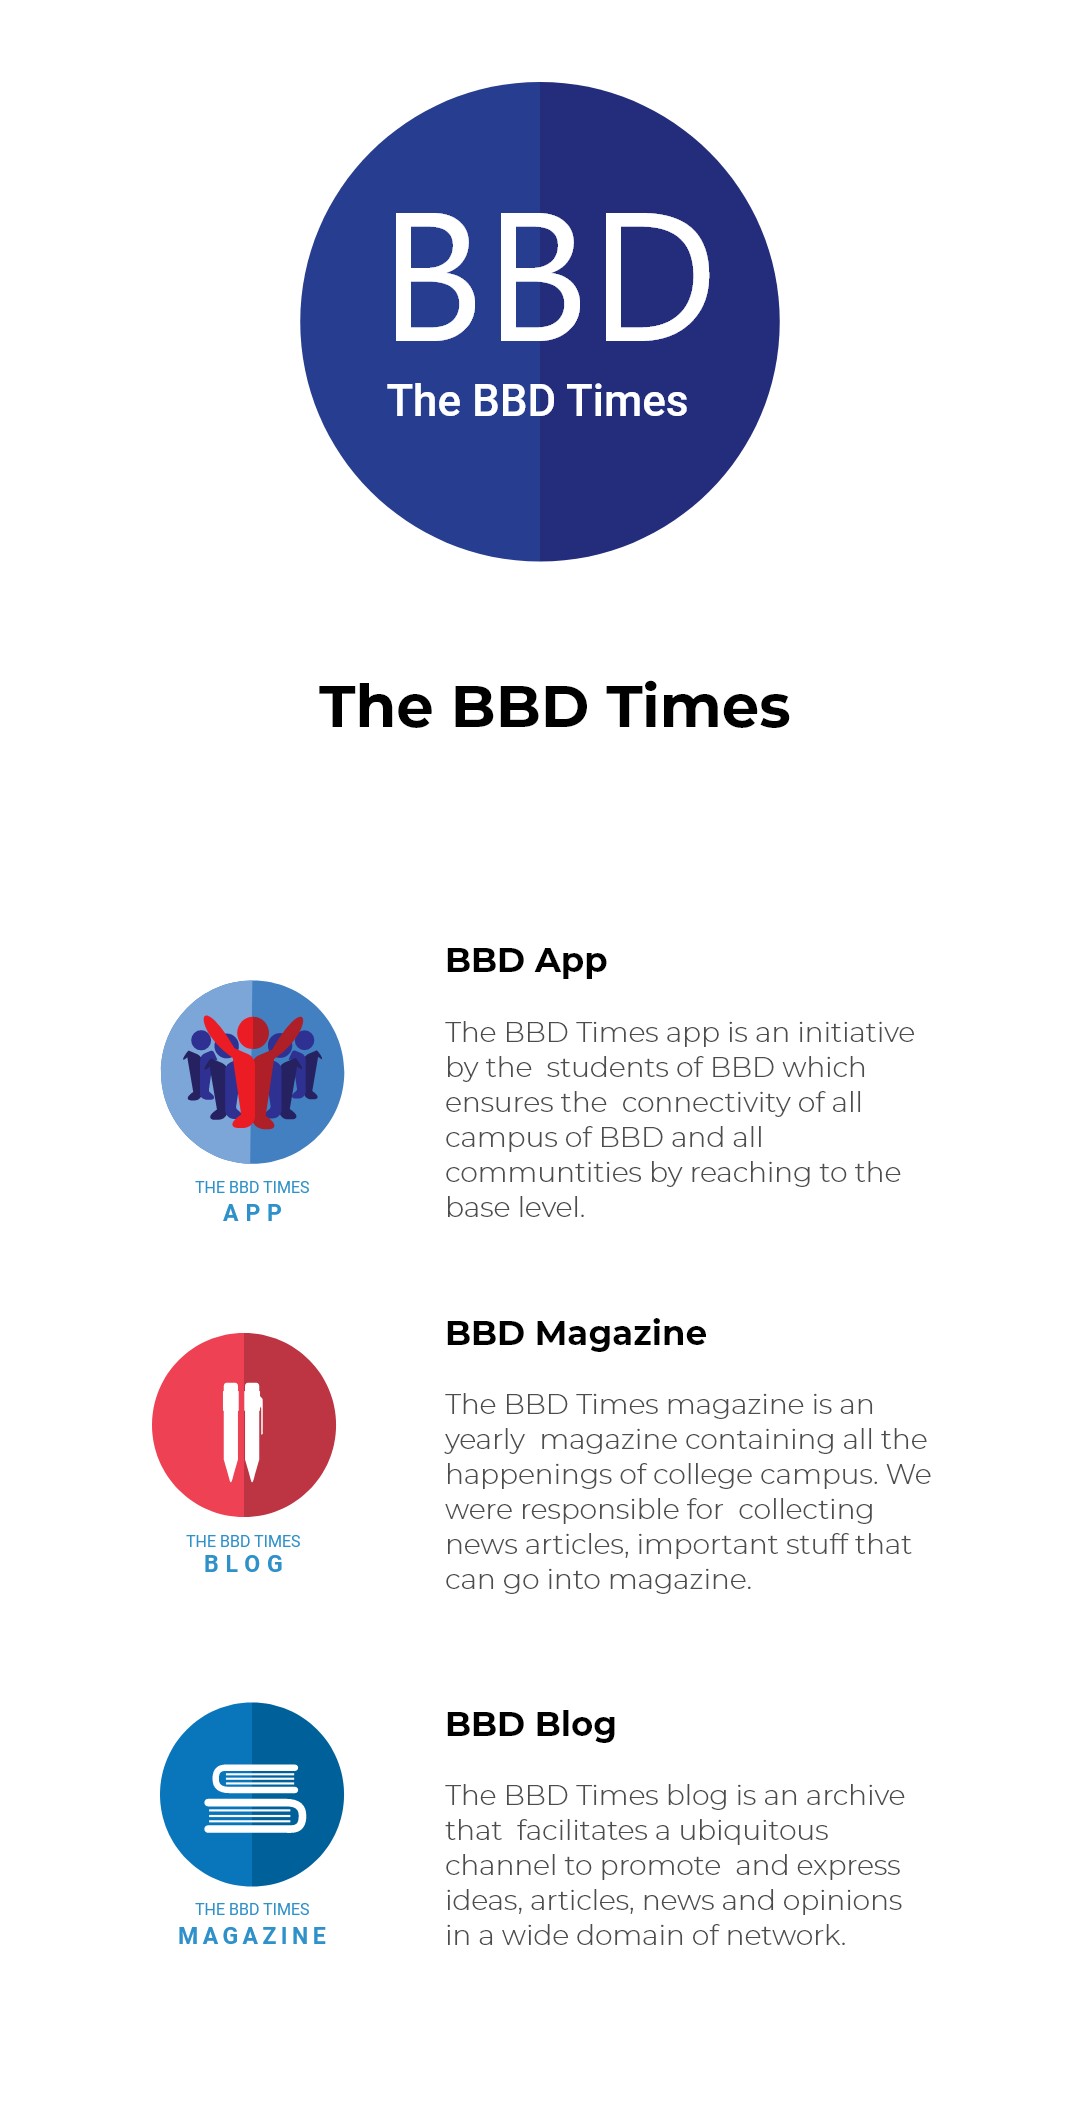 BBD
The BBD Times
The BBD Times
BBD App
The BBD Times app is an initiative
by the  students of BBD which
ensures the  connectivity of all
campus of BBD and all
communtities by reaching to the
base level.
THE BBD TIMES
APP
BBD Magazine
The BBD Times magazine is an
yearly  magazine containing all the
happenings of college campus. We
were responsible for  collecting
news articles, important stuff that
can go into magazine.
THE BBD TIMES
BLOG
BBD Blog
The BBD Times blog is an archive
that  facilitates a ubiquitous
channel to promote  and express
ideas, articles, news and opinions
in a wide domain of network.
THE BBD TIMES
MAGAZINE